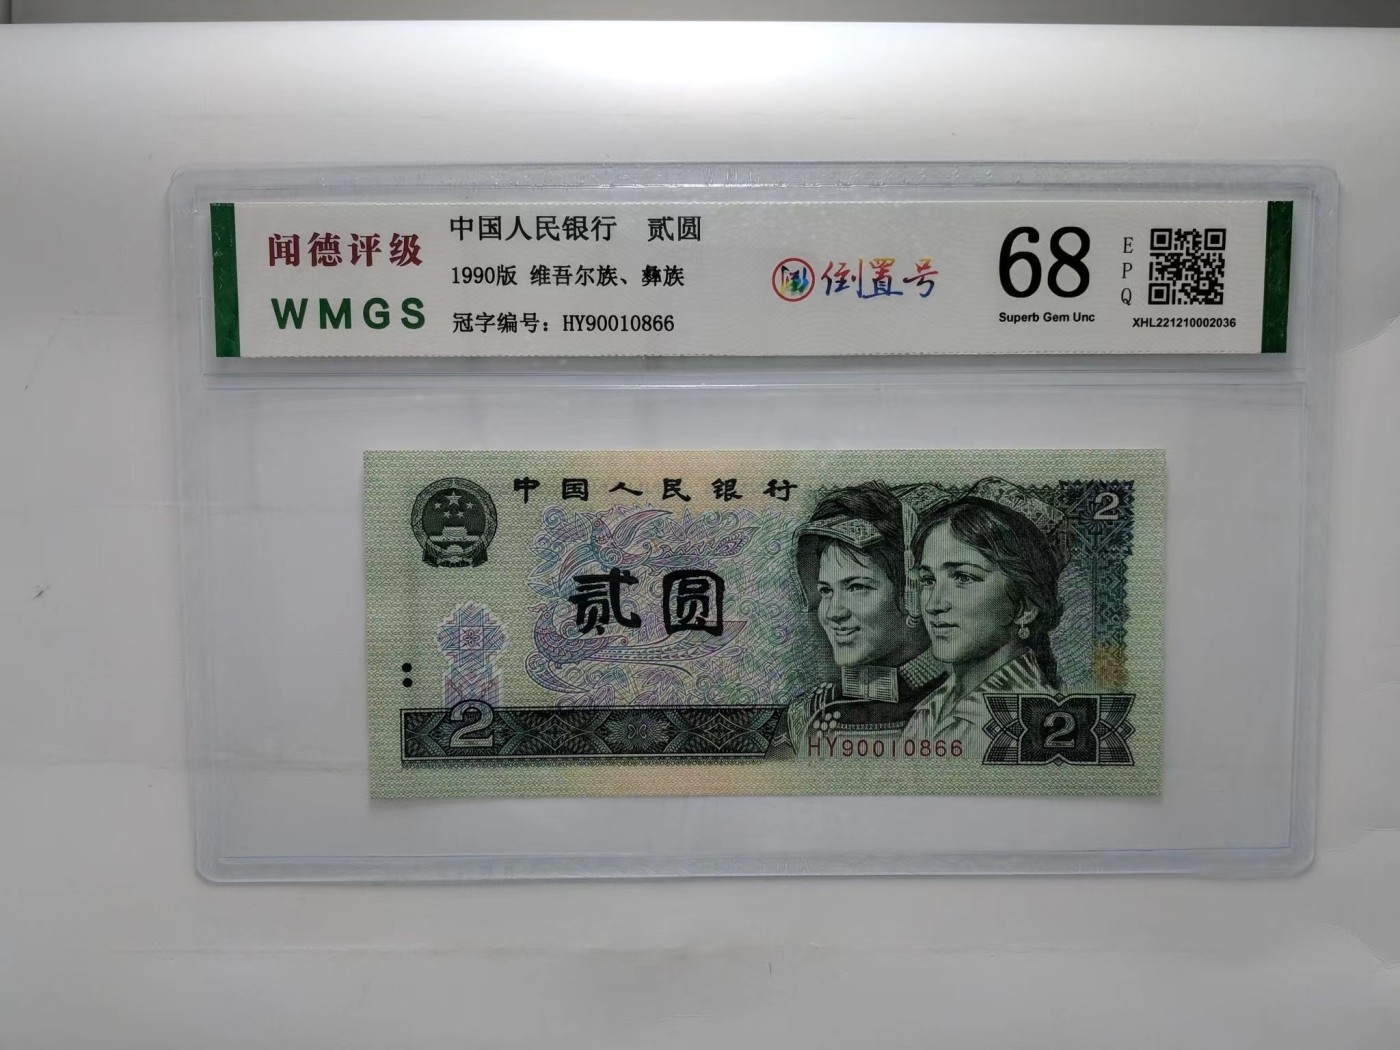 闻德评级
WMGS
中国人民银行 贰圆
1990版 维吾尔族、彝族
冠字编号：HY90010866
倒 倒置号
68
EPQ
Superb Gem Unc
XHL221210002036
中国人民银行
2
贰圆
2
HY90010866
2